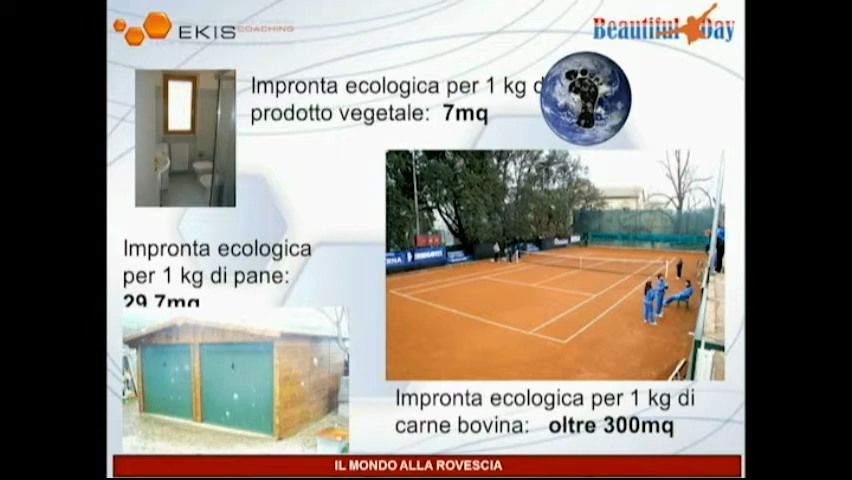 EKIS COACHING
Beautiful Day
Impronta ecologica per 1 kg d
prodotto vegetale: 7mq
Impronta ecologica
per 1 kg di pane:
29,7mq
Impronta ecologica per 1 kg di
carne bovina: oltre 300mq
IL MONDO ALLA ROVESCIA